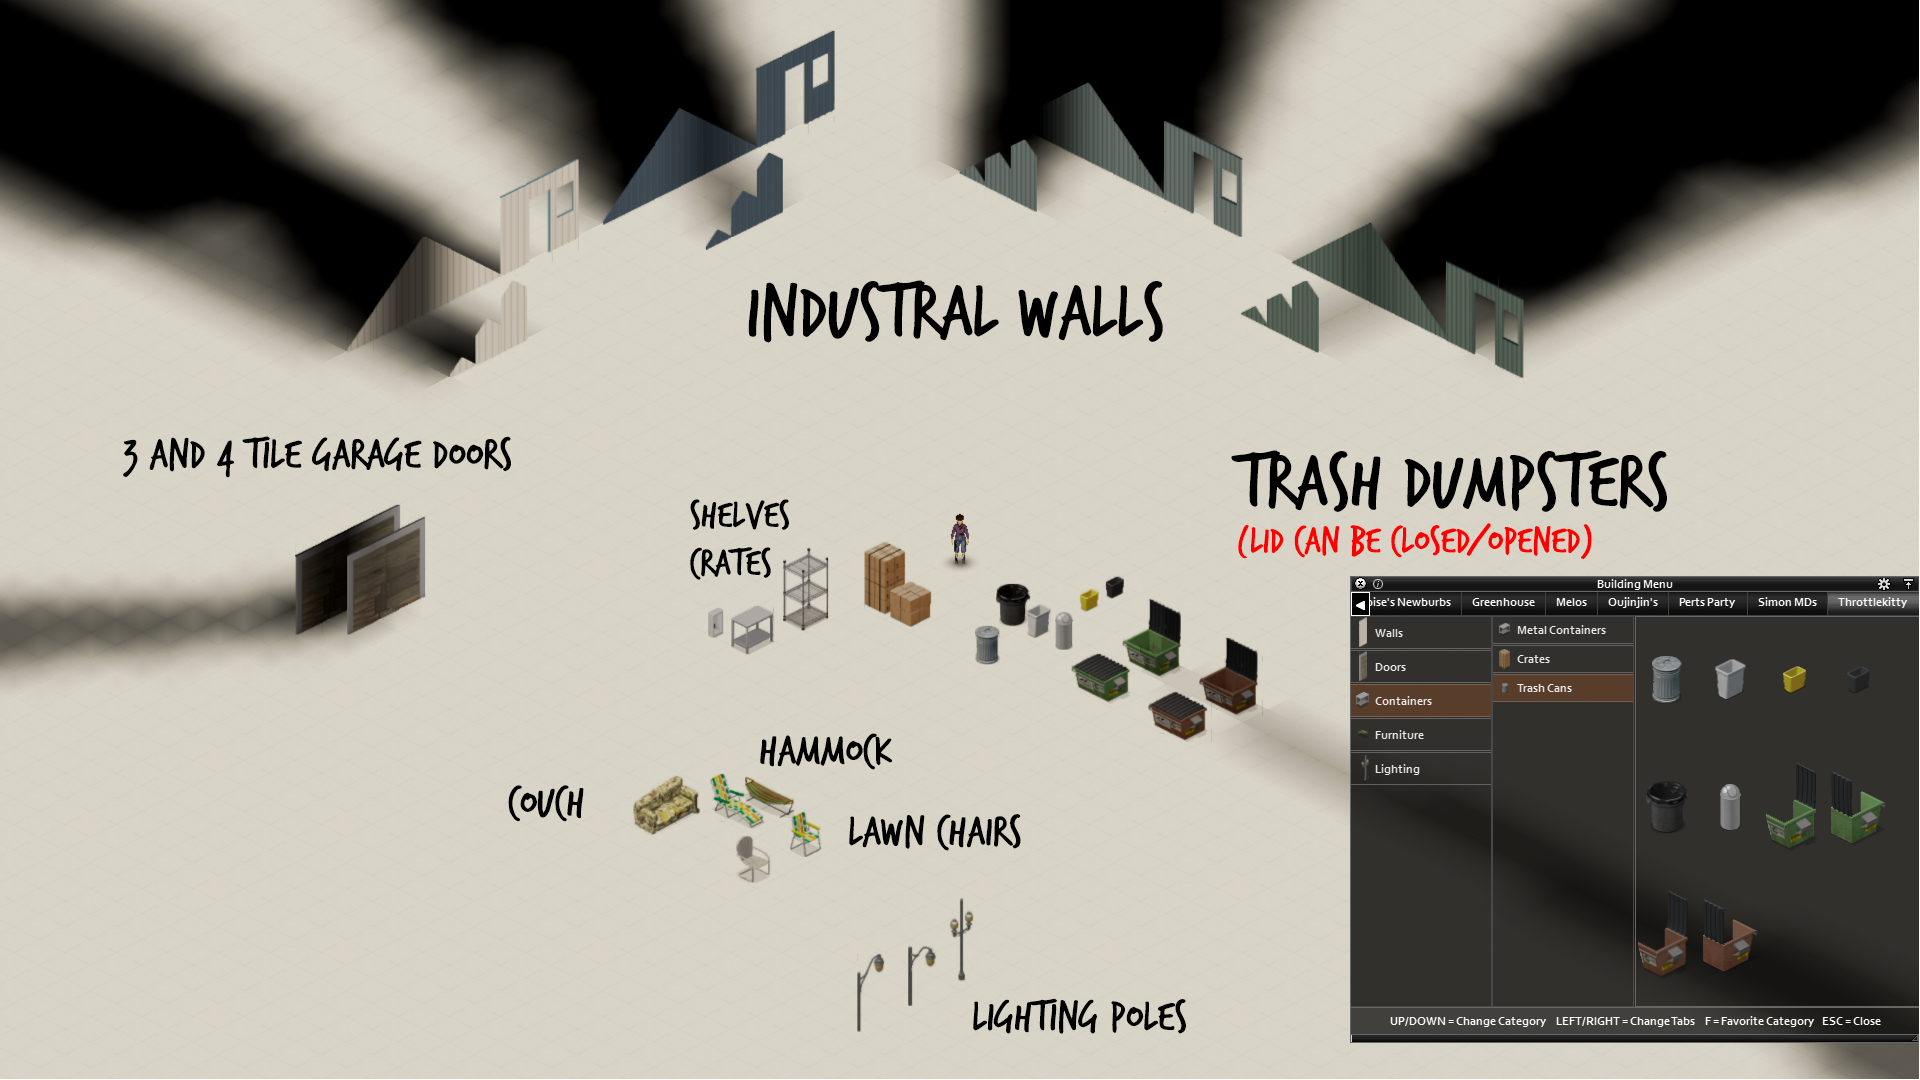 INDUSTRAL WALLS
3 AND 4 TILE GARAGE DOORS
TRASH DUMPSTERS
(LID CAN BE CLOSED/OPENED)
SHELVES
CRATES
HAMMOCK
COUCH
LAWN CHAIRS
LIGHTING POLES
Building Menu
oise's Newburbs Greenhouse Melos Oujinjin's Perts Party Simon MDs Throttlekitty
Walls
Doors
Containers
Furniture
Lighting
Metal Containers
Crates
Trash Cans
UP/DOWN = Change Category LEFT/RIGHT = Change Tabs F = Favorite Category ESC = Close